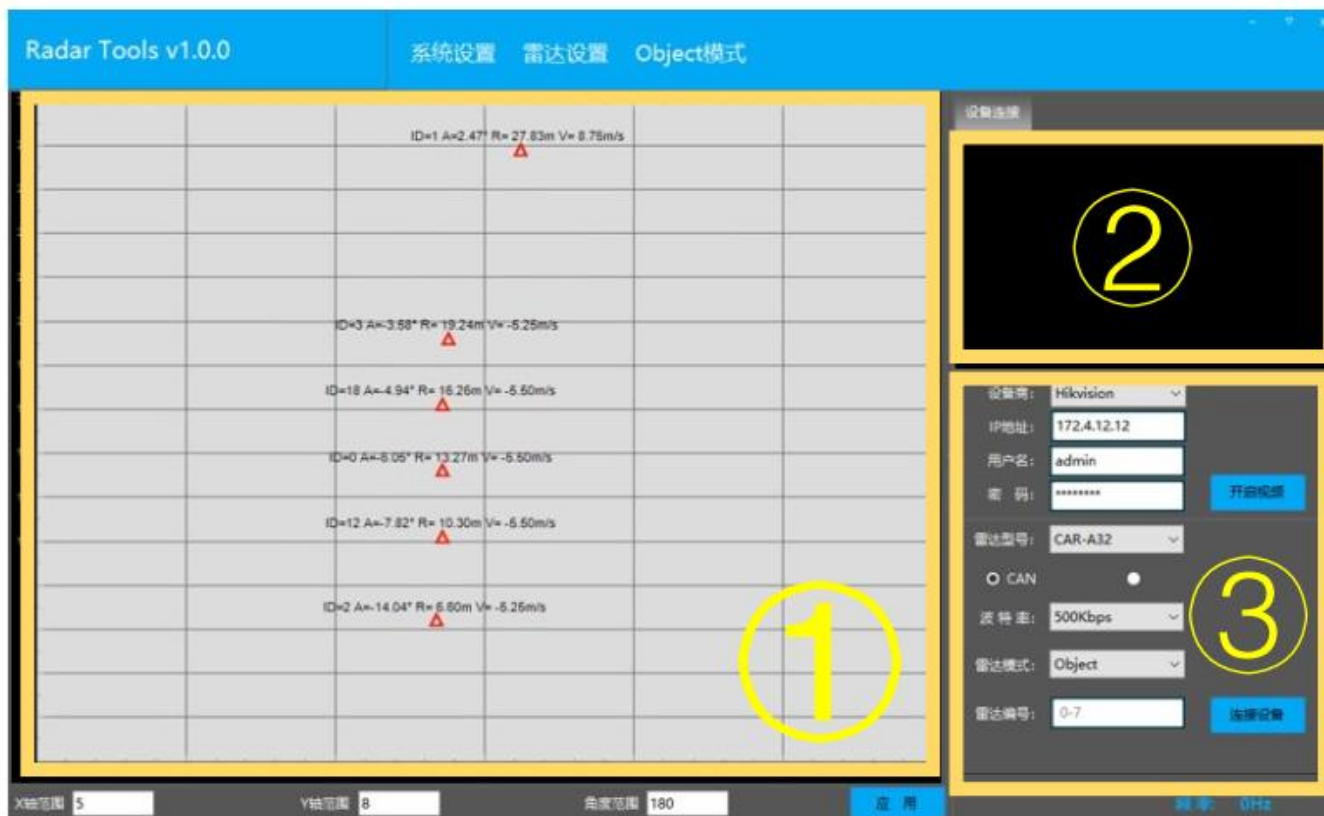 Radar Tools v1.0.0
系统设置 雷达设置 Object模式
设备连接
ID=1 A=2.47° R= 27.83m V= 8.76m/s
ID=3 A=-3.58° R= 19.24m V= -5.25m/s
ID=18 A=-4.94° R= 16.26m V= -5.50m/s
ID=0 A=-6.05° R= 13.27m V= -5.50m/s
ID=12 A=-7.82° R= 10.30m V= -5.50m/s
ID=2 A=-14.04° R= 6.60m V= -5.25m/s
①
②
设备商: Hikvision
IP地址: 172.4.12.12
用户名: admin
密 码: ********
开启视频
雷达型号: CAR-A32
CAN
波特率: 500Kbps
③
雷达模式: Object
雷达编号: 0-7
连接设备
X轴范围 5 Y轴范围 8 角度范围 180 应 用
频率: 0Hz